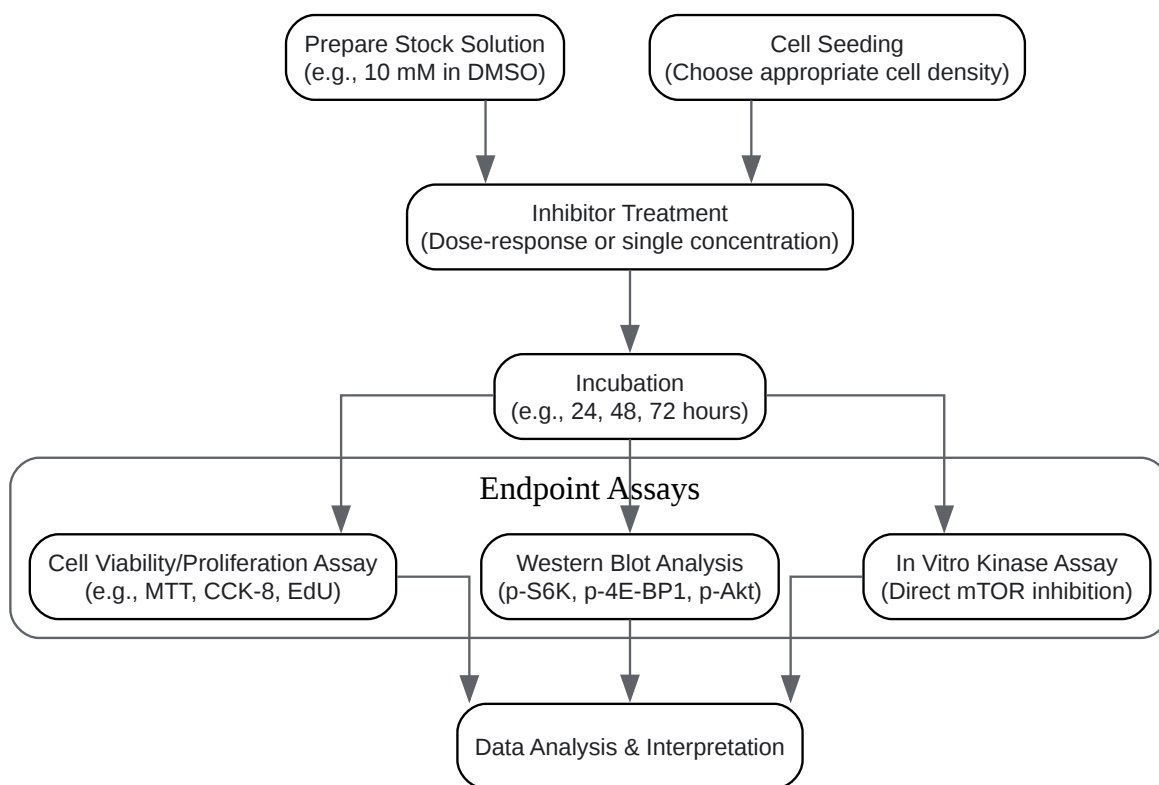 Prepare Stock Solution
(e.g., 10 mM in DMSO)
Cell Seeding
(Choose appropriate cell density)
Inhibitor Treatment
(Dose-response or single concentration)
Incubation
(e.g., 24, 48, 72 hours)
Endpoint Assays
Cell Viability/Proliferation Assay
(e.g., MTT, CCK-8, EdU)
Western Blot Analysis
(p-S6K, p-4E-BP1, p-Akt)
In Vitro Kinase Assay
(Direct mTOR inhibition)
Data Analysis & Interpretation